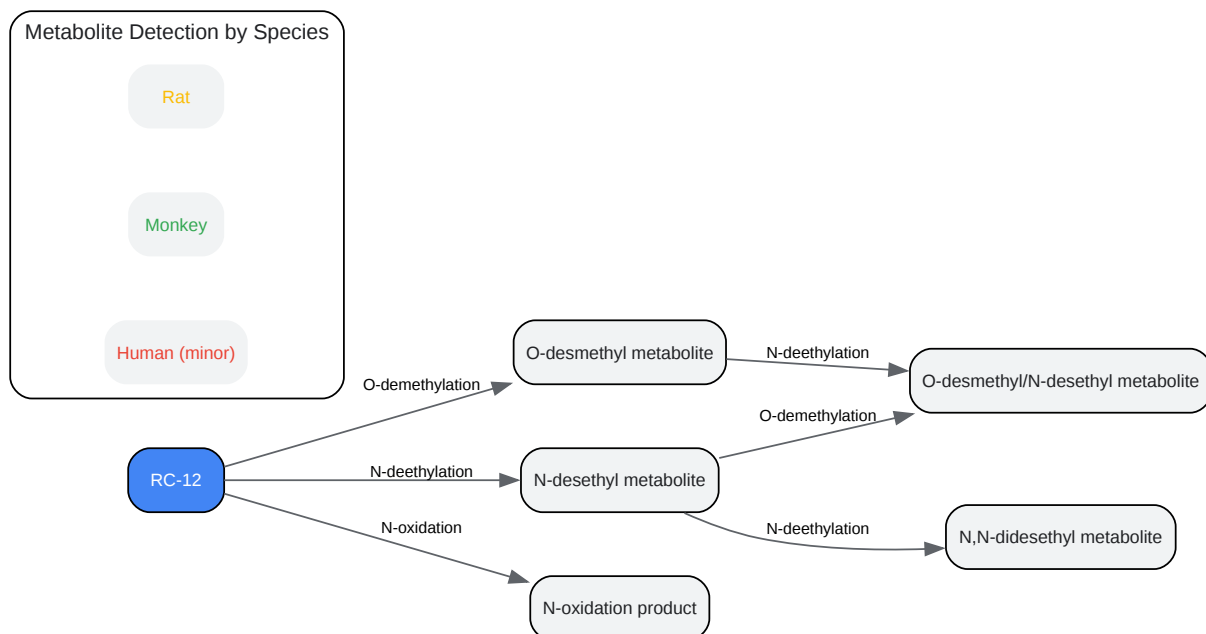 Metabolite Detection by Species
Rat
Monkey
Human (minor)
O-desmethyl metabolite
N-deethylation
O-desmethyl/N-desethyl metabolite
O-demethylation
O-demethylation
RC-12
N-deethylation
N-desethyl metabolite
N-oxidation
N-deethylation
N,N-didesethyl metabolite
N-oxidation product